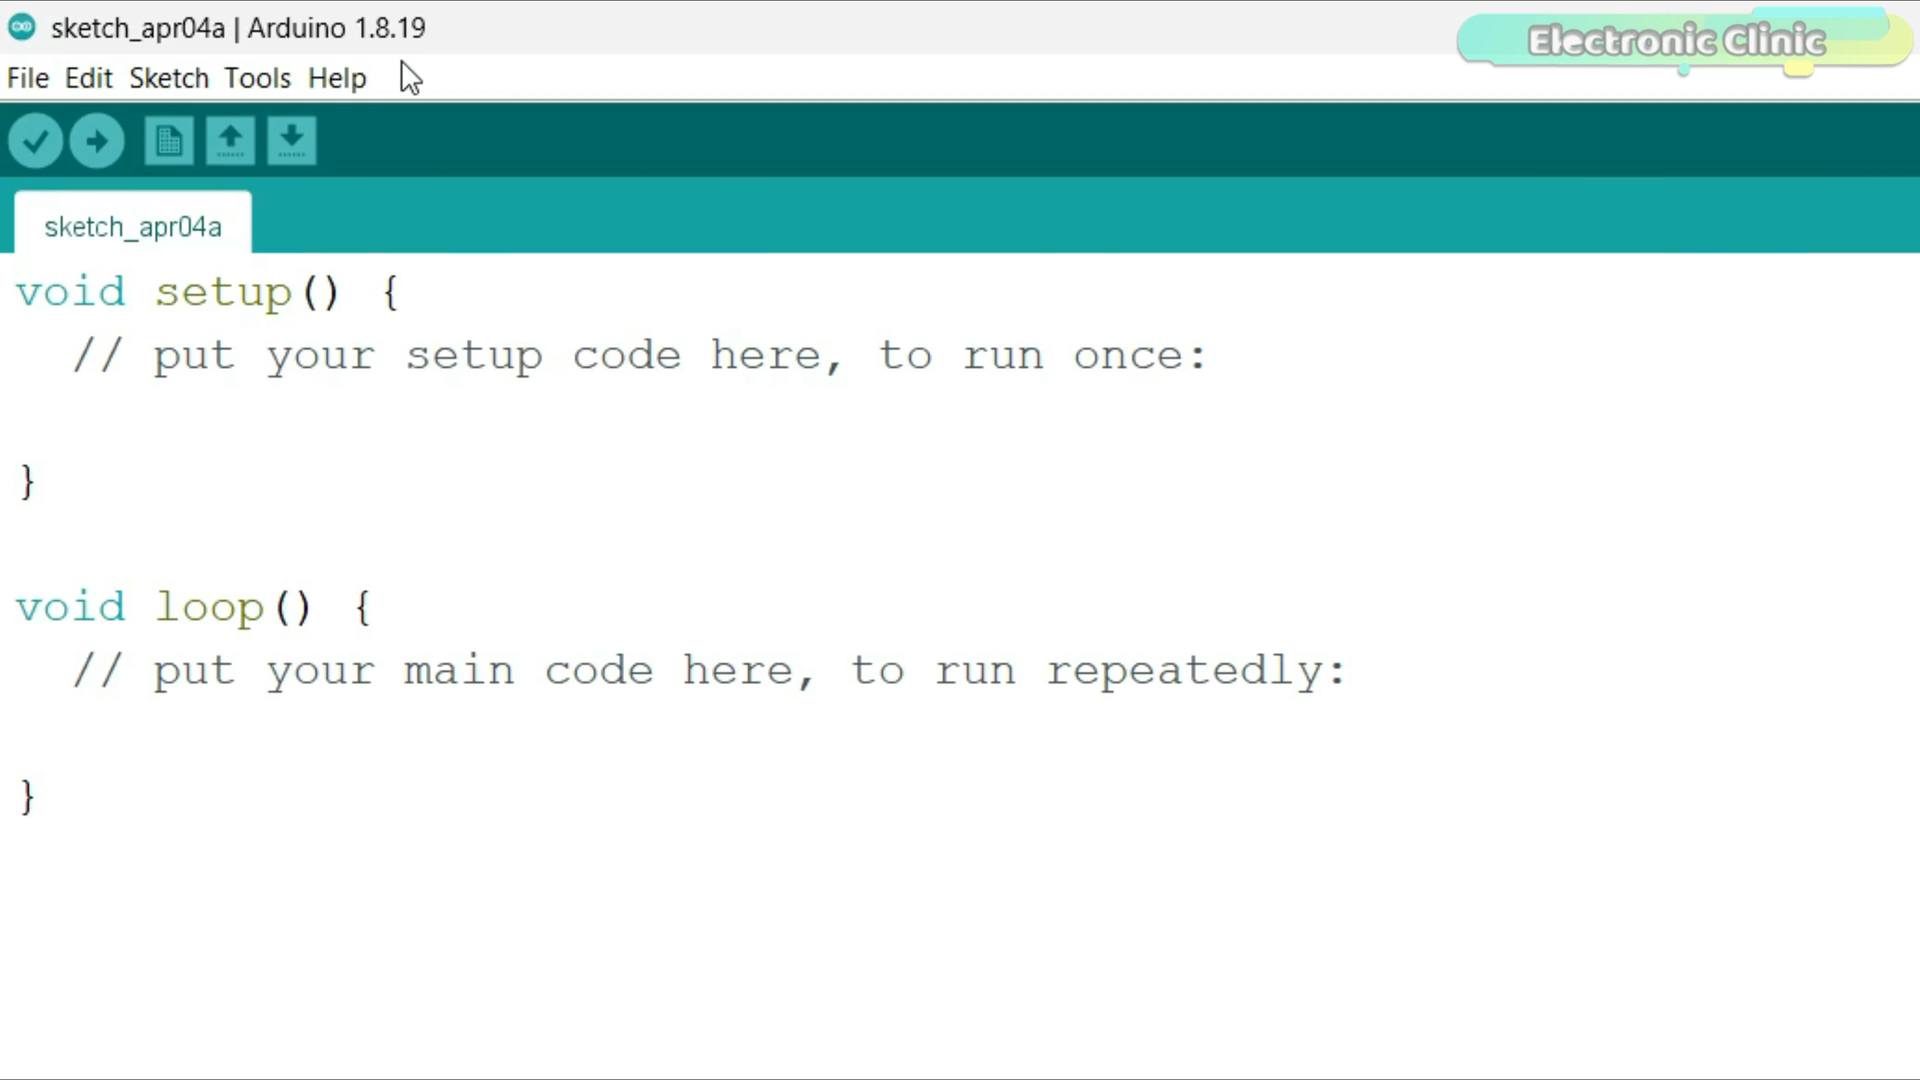 sketch_apr04a | Arduino 1.8.19
Electronic Clinic
File Edit Sketch Tools Help
sketch_apr04a
void setup() {
  // put your setup code here, to run once:
}
void loop() {
  // put your main code here, to run repeatedly:
}